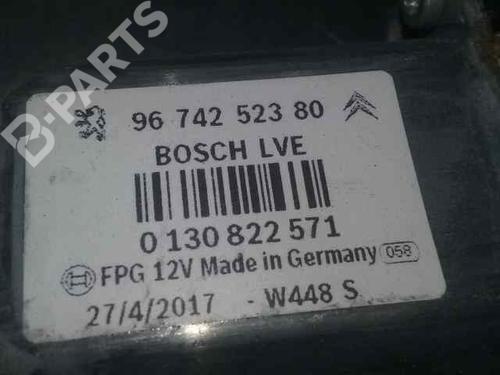 B-PARTS
96 742 523 80
BOSCH LVE
0 130 822 571
FPG 12V Made in Germany 058
27/4/2017 - W448 S